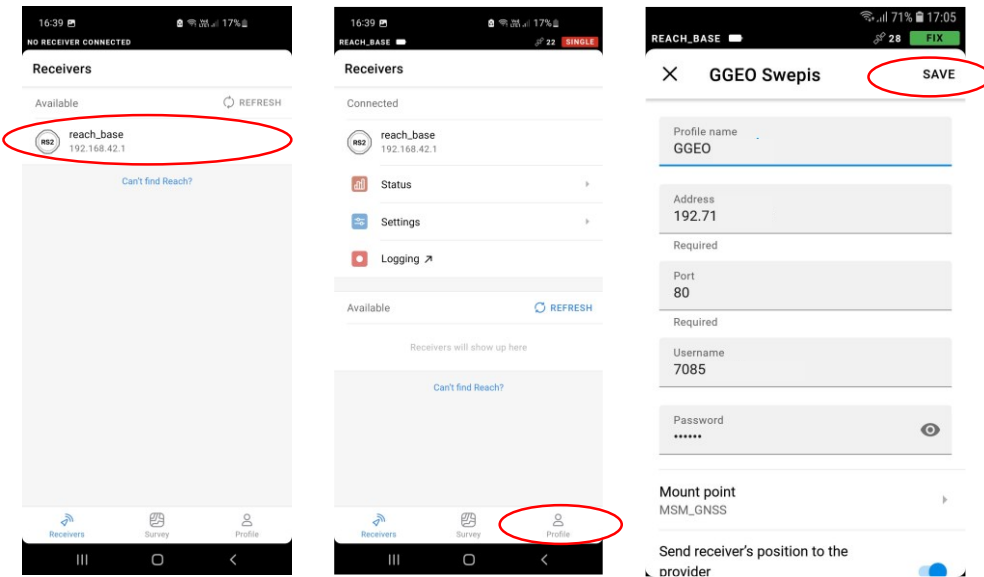 16:39 17%
NO RECEIVER CONNECTED
Receivers
Available REFRESH
RS2 reach_base
192.168.42.1
Can't find Reach?
Receivers Survey Profile
16:39 17%
REACH_BASE 22 SINGLE
Receivers
Connected
RS2 reach_base
192.168.42.1
Status
Settings
Logging
Available REFRESH
Receivers will show up here
Can't find Reach?
Receivers Survey Profile
71% 17:05
REACH_BASE 28 FIX
GGEO Swepis SAVE
Profile name
GGEO
Address
192.71
Required
Port
80
Required
Username
7085
Password
••••••
Mount point
MSM_GNSS
Send receiver's position to the
provider